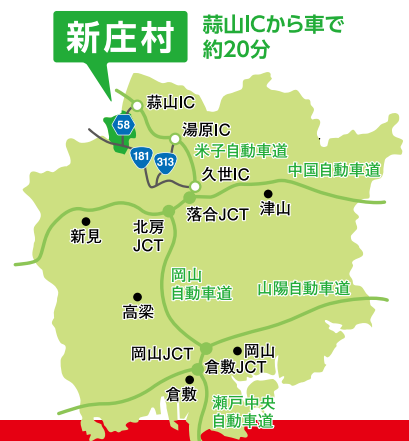 新庄村
蒜山ICから車で
約20分
蒜山IC
58
湯原IC
米子自動車道
181
313
久世IC
中国自動車道
落合JCT
津山
新見
北房
JCT
岡山
自動車道
山陽自動車道
高梁
岡山JCT
岡山
倉敷JCT
倉敷
瀬戸中央
自動車道